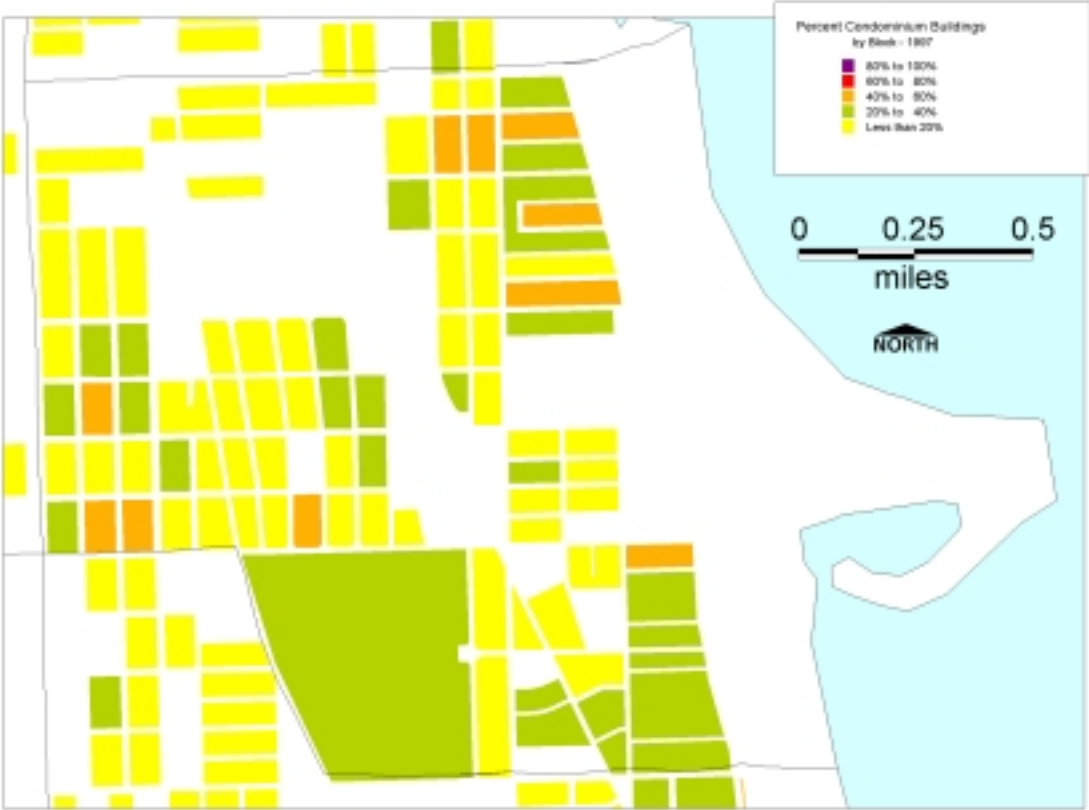 Percent Condominium Buildings
by Block - 1997
80% to 100%
60% to 80%
40% to 60%
20% to 40%
Less than 20%
0 0.25 0.5
miles
NORTH